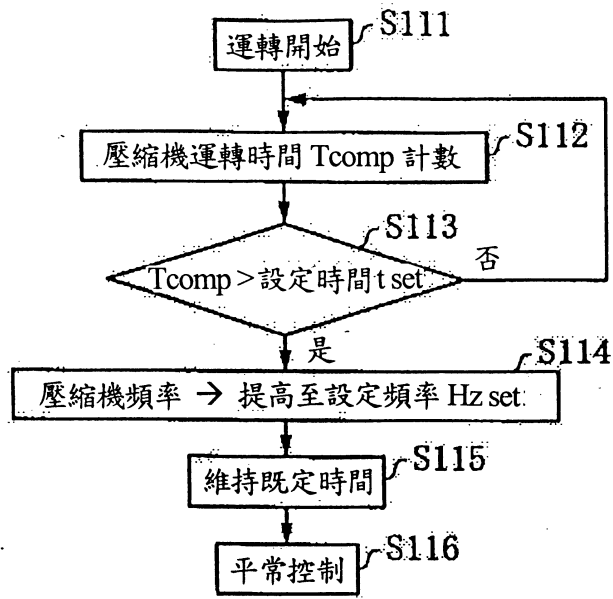 S111
運轉開始
S112
壓縮機運轉時間 Tcomp 計數
S113
Tcomp > 設定時間 t set
否
是
S114
壓縮機頻率 → 提高至設定頻率 Hz set
S115
維持既定時間
S116
平常控制